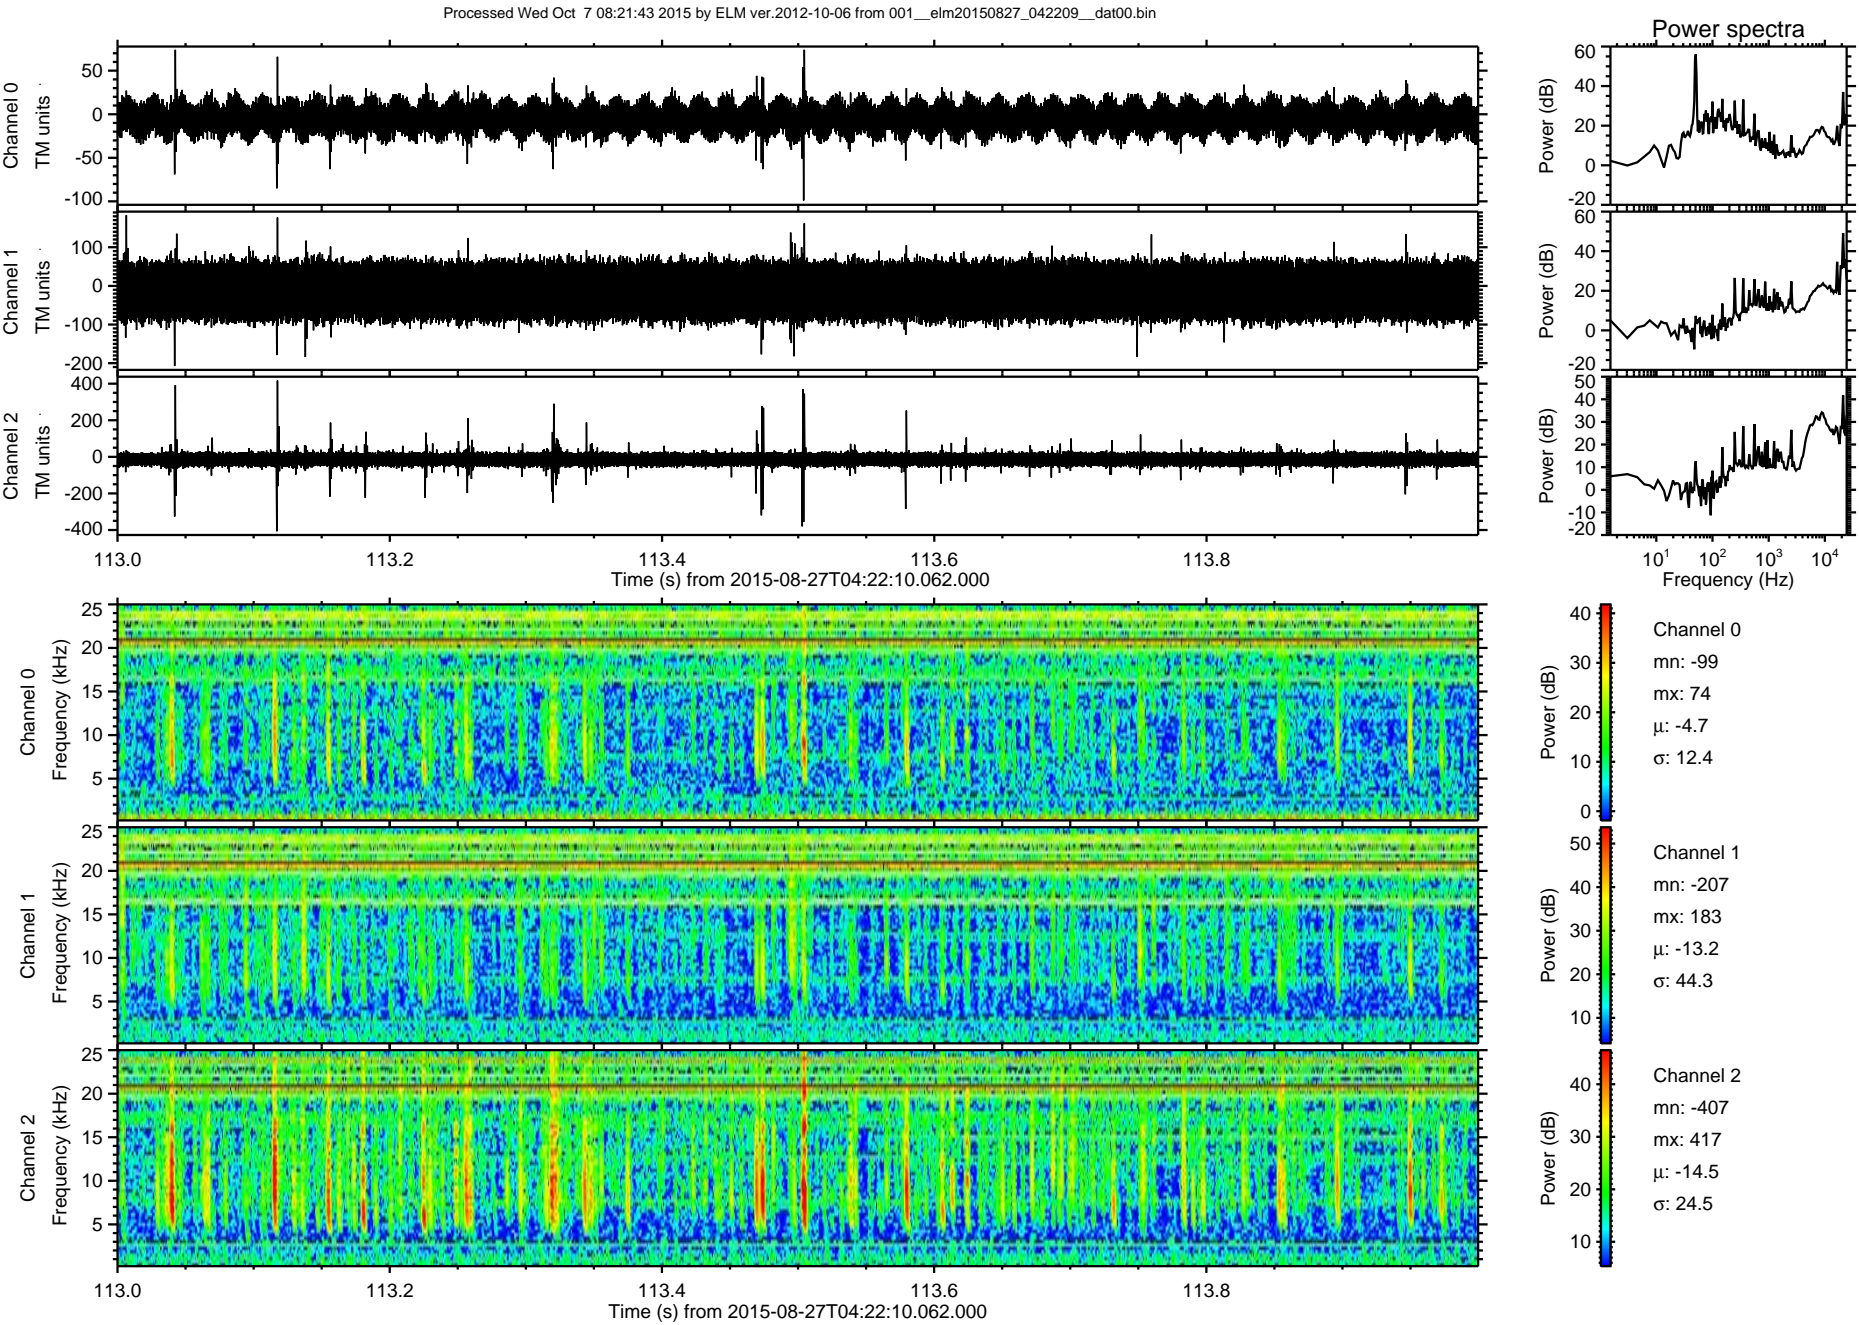 Processed Wed Oct  7 08:21:43 2015 by ELM ver.2012-10-06 from 001__elm20150827_042209__dat00.bin
Power spectra
Channel 0
TM units
50
0
-50
-100
Power (dB)
60
40
20
0
-20
Channel 1
TM units
100
0
-100
-200
Power (dB)
60
40
20
0
-20
Channel 2
TM units
400
200
0
-200
-400
Power (dB)
50
40
30
20
10
0
-10
-20
113.0 113.2 113.4 113.6 113.8
Time (s) from 2015-08-27T04:22:10.062.000
10^1 10^2 10^3 10^4
Frequency (Hz)
Channel 0
Frequency (kHz)
25
20
15
10
5
Power (dB)
40
30
20
10
0
Channel 0
mn: -99
mx: 74
μ: -4.7
σ: 12.4
Channel 1
Frequency (kHz)
25
20
15
10
5
Power (dB)
50
40
30
20
10
Channel 1
mn: -207
mx: 183
μ: -13.2
σ: 44.3
Channel 2
Frequency (kHz)
25
20
15
10
5
Power (dB)
40
30
20
10
Channel 2
mn: -407
mx: 417
μ: -14.5
σ: 24.5
113.0 113.2 113.4 113.6 113.8
Time (s) from 2015-08-27T04:22:10.062.000